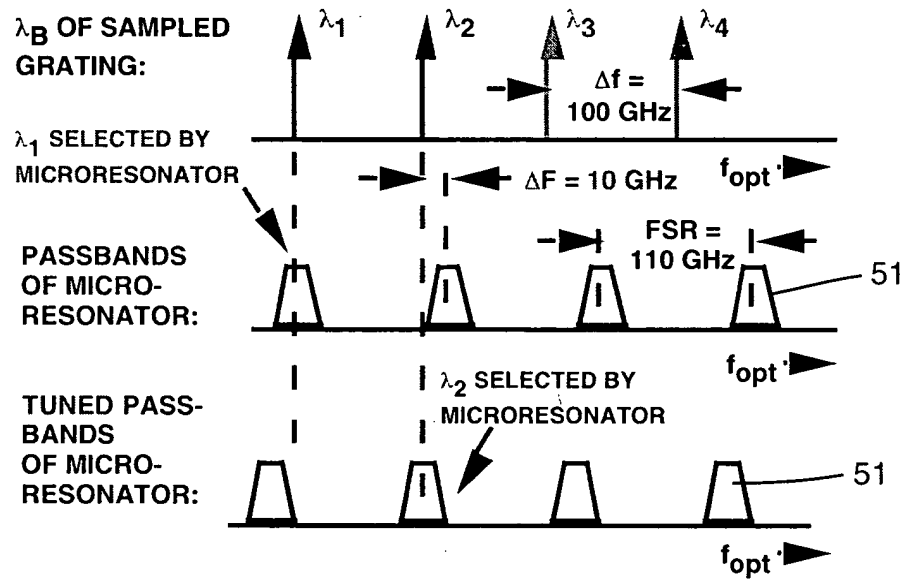 λB OF SAMPLED
GRATING:
λ1
λ2
λ3
λ4
Δf =
100 GHz
λ1 SELECTED BY
MICRORESONATOR
fopt
ΔF = 10 GHz
FSR =
110 GHz
PASSBANDS
OF MICRO-
RESONATOR:
51
fopt
λ2 SELECTED BY
MICRORESONATOR
TUNED PASS-
BANDS
OF MICRO-
RESONATOR:
51
fopt